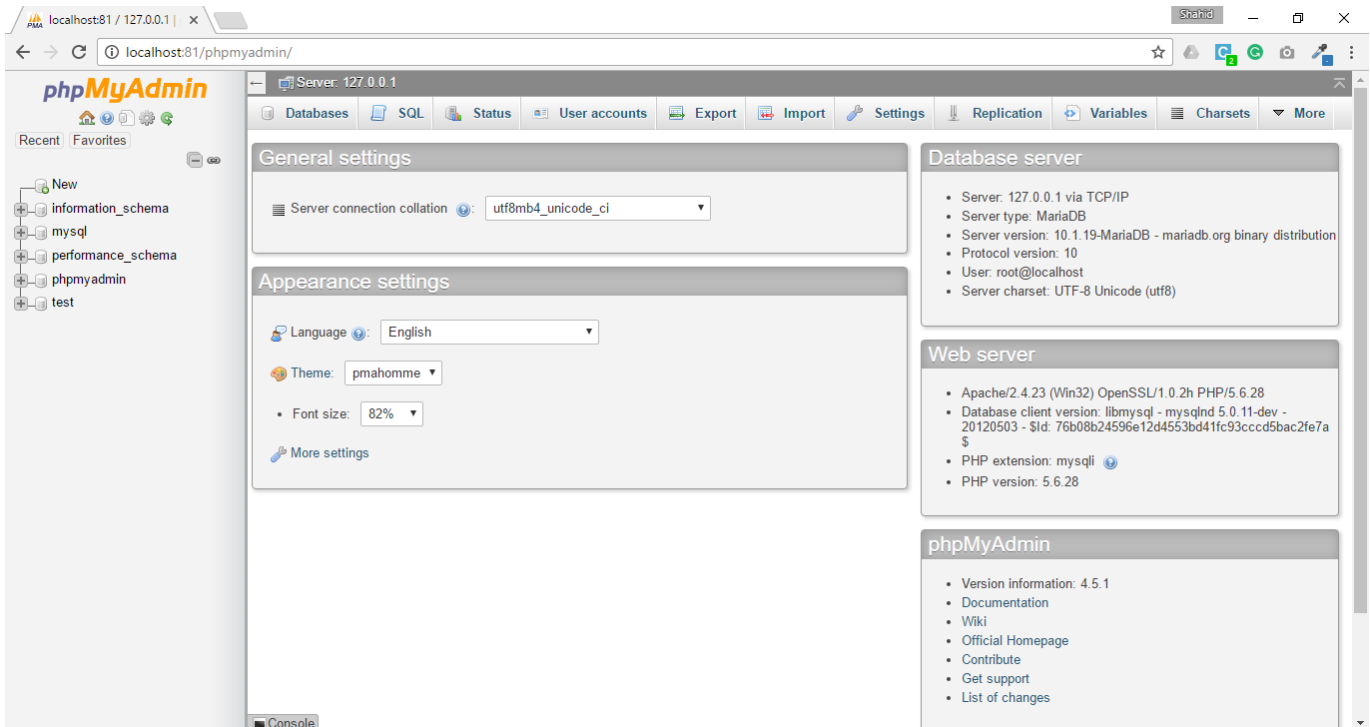 localhost:81 / 127.0.0.1 |
Shahid
localhost:81/phpmyadmin/
phpMyAdmin
Recent Favorites
New
information_schema
mysql
performance_schema
phpmyadmin
test
Server: 127.0.0.1
Databases SQL Status User accounts Export Import Settings Replication Variables Charsets More
General settings
Server connection collation : utf8mb4_unicode_ci
Appearance settings
Language : English
Theme: pmahomme
Font size: 82%
More settings
Database server
Server: 127.0.0.1 via TCP/IP
Server type: MariaDB
Server version: 10.1.19-MariaDB - mariadb.org binary distribution
Protocol version: 10
User: root@localhost
Server charset: UTF-8 Unicode (utf8)
Web server
Apache/2.4.23 (Win32) OpenSSL/1.0.2h PHP/5.6.28
Database client version: libmysql - mysqlnd 5.0.11-dev -
20120503 - $Id: 76b08b24596e12d4553bd41fc93cccd5bac2fe7a
$
PHP extension: mysqli
PHP version: 5.6.28
phpMyAdmin
Version information: 4.5.1
Documentation
Wiki
Official Homepage
Contribute
Get support
List of changes
Console